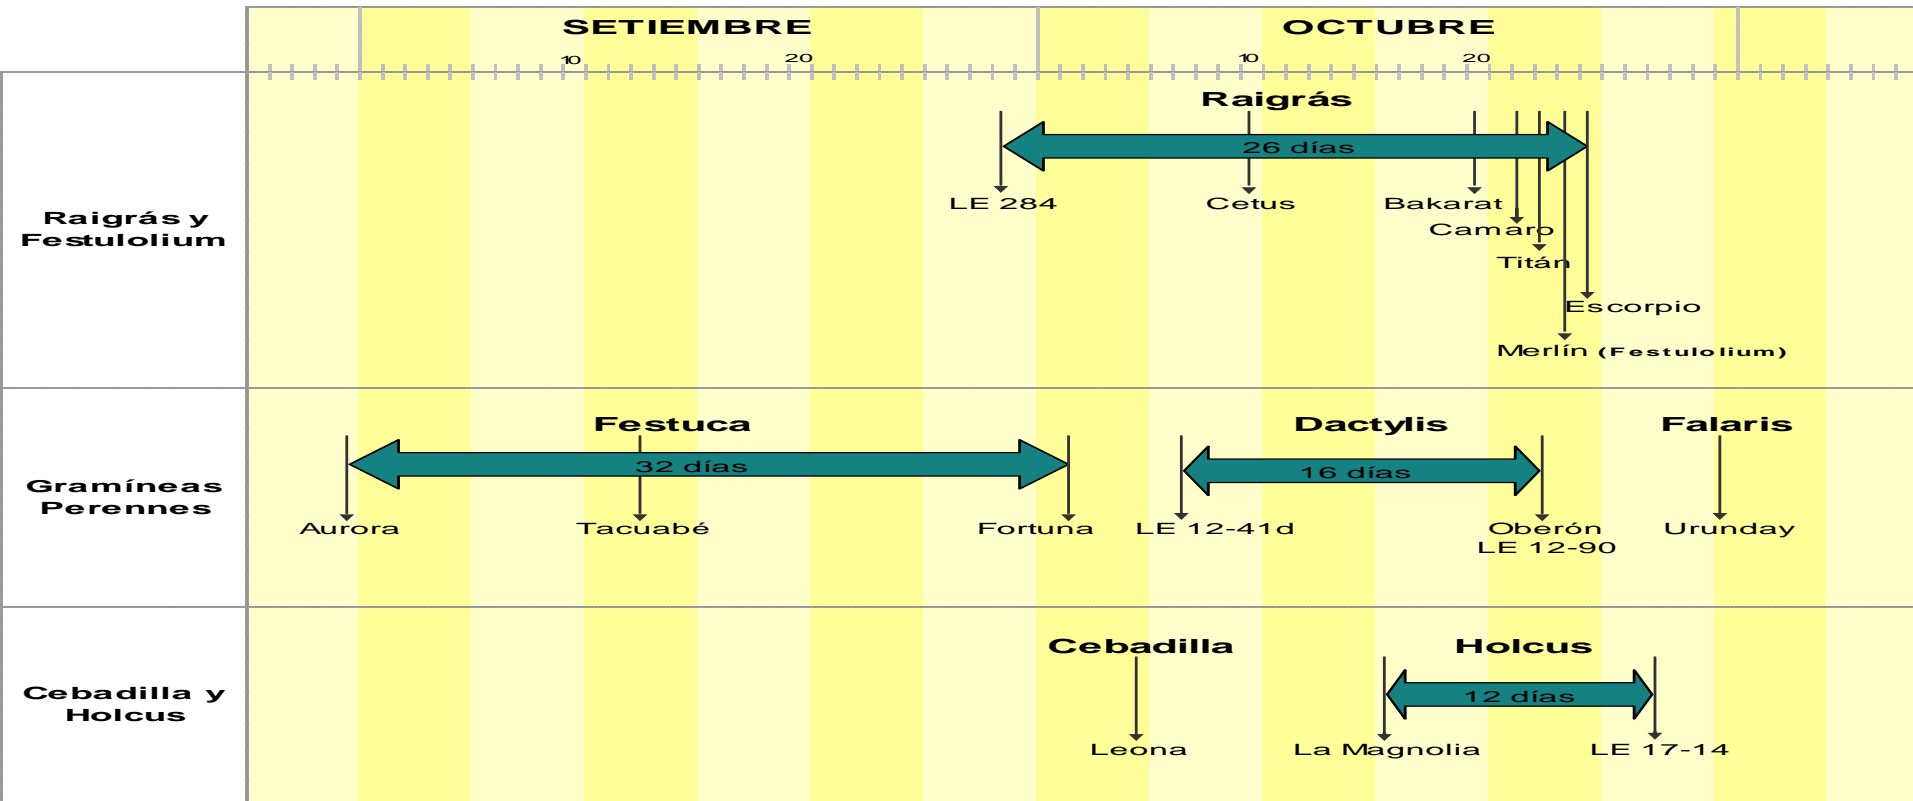 SETIEMBRE OCTUBRE
10 20 10 20
Raigrás y
Festulolium
Raigrás
26 días
LE 284 Cetus Bakarat
Camaro
Titán
Escorpio
Merlín (Festulolium)
Gramíneas
Perennes
Festuca Dactylis Falaris
32 días 16 días
Aurora Tacuabé Fortuna LE 12-41d Oberón Urunday
LE 12-90
Cebadilla y
Holcus
Cebadilla Holcus
12 días
Leona La Magnolia LE 17-14